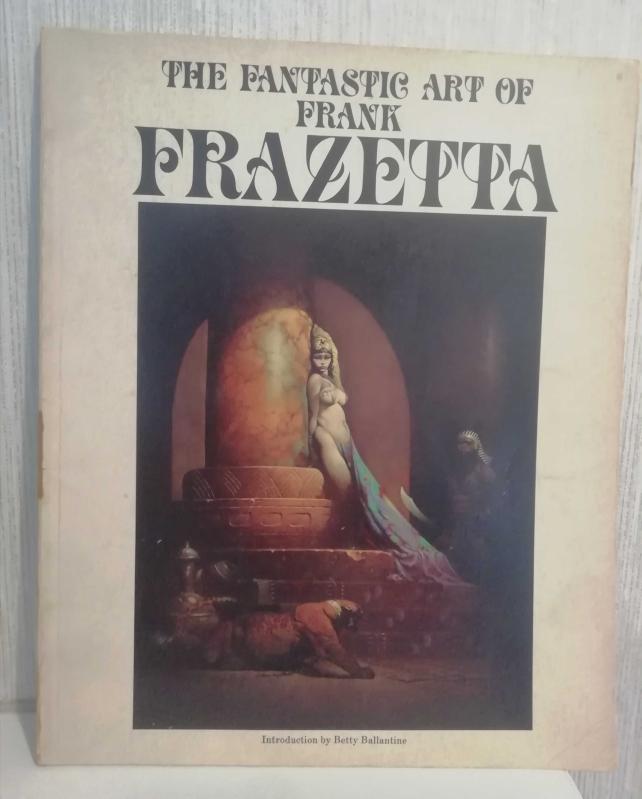 THE FANTASTIC ART OF
FRANK
FRAZETTA
Introduction by Betty Ballantine